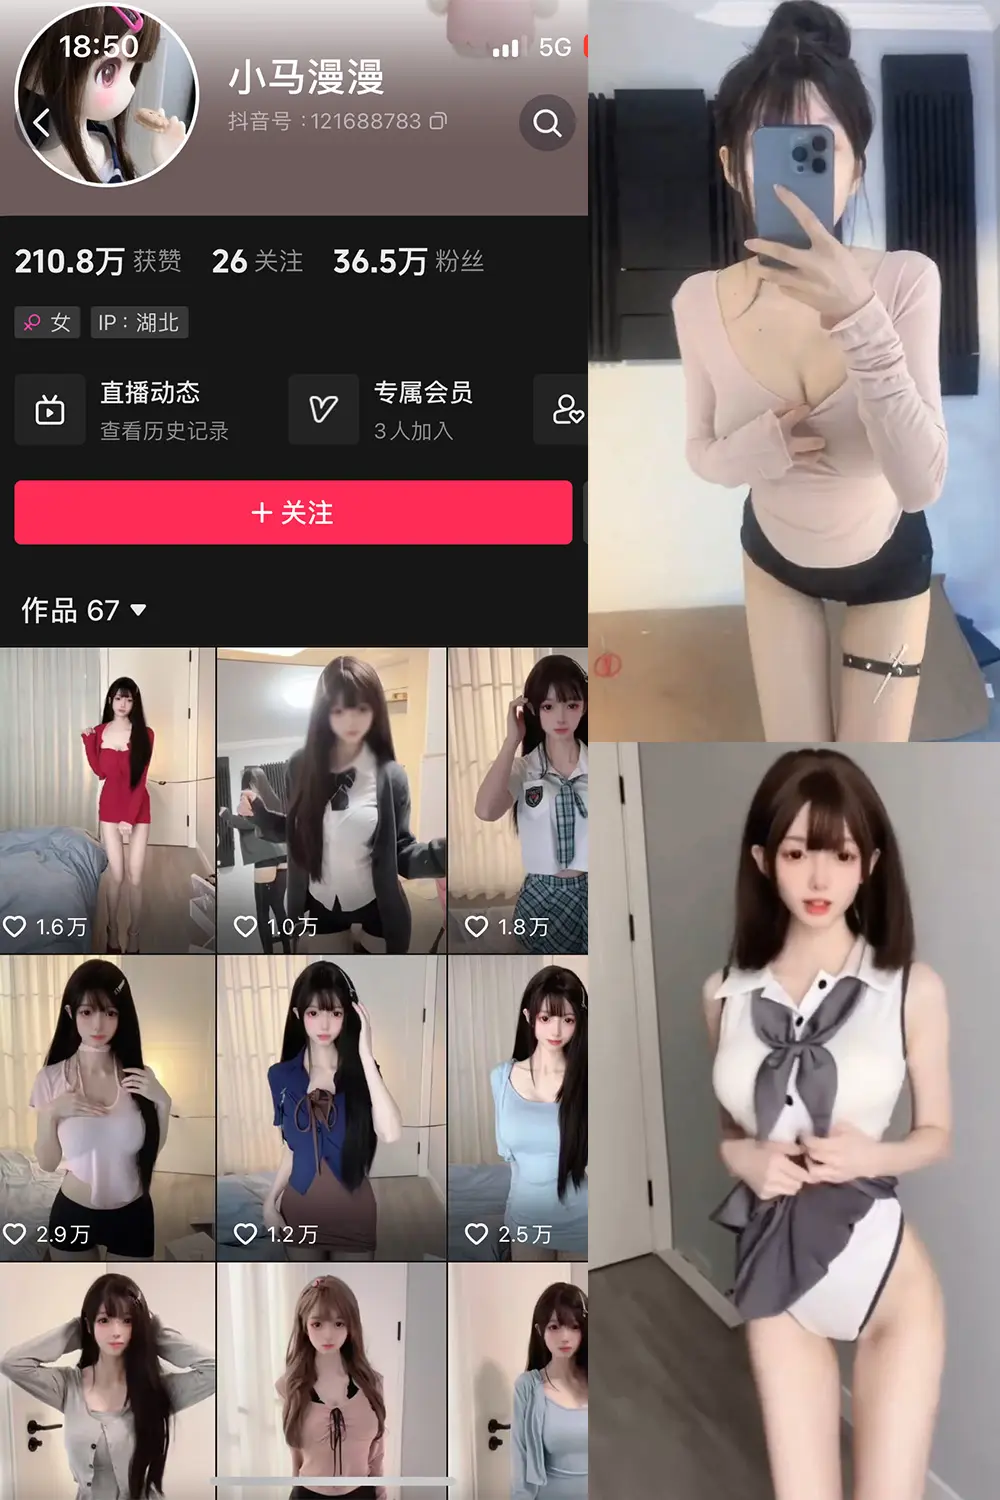 18:50
5G
小马漫漫
抖音号：121688783
210.8万 获赞 26 关注 36.5万 粉丝
女 IP：湖北
直播动态
查看历史记录
专属会员
3人加入
+ 关注
作品 67
1.6万
1.0万
1.8万
2.9万
1.2万
2.5万